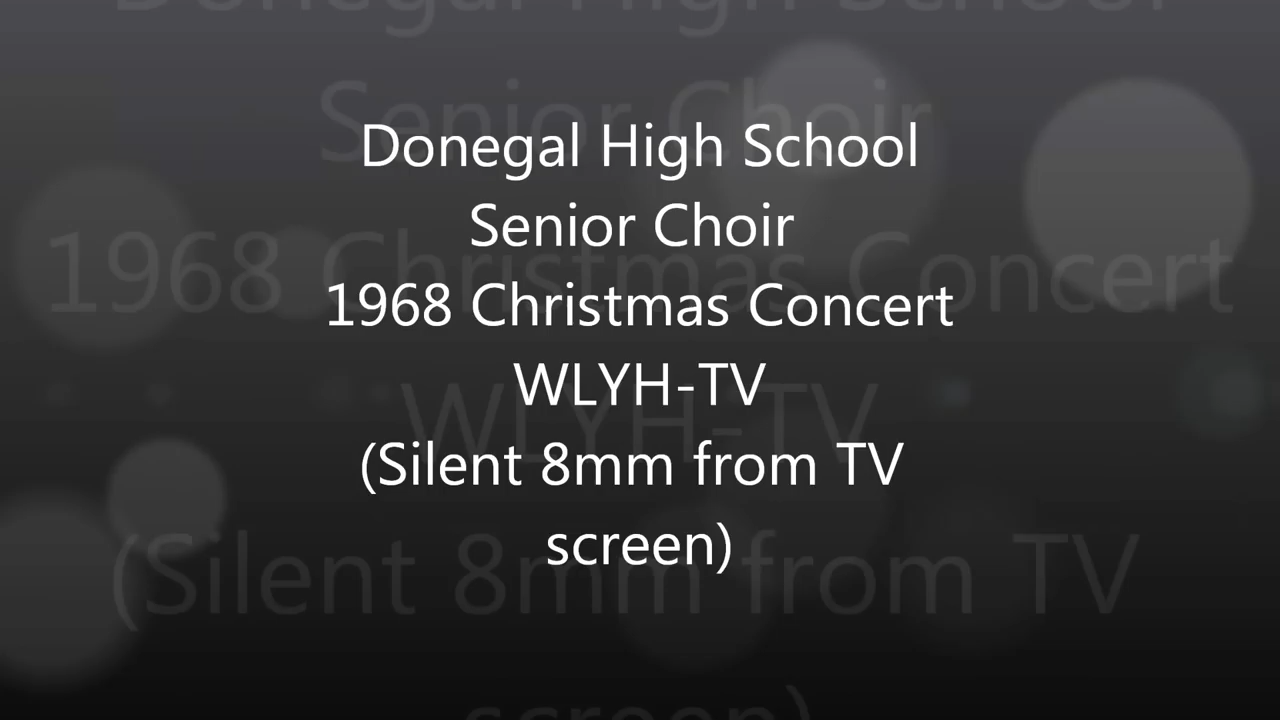 Donegal High School
Senior Choir
1968 Christmas Concert
WLYH-TV
(Silent 8mm from TV
screen)